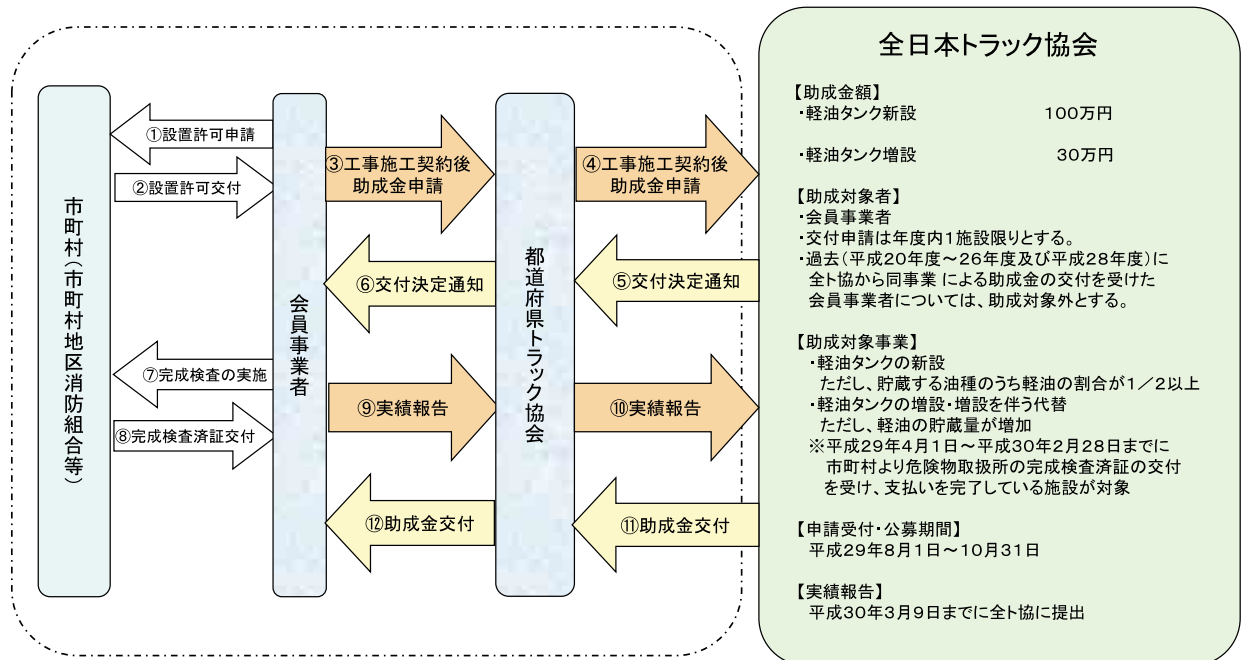 市町村（市町村地区消防組合等）
①設置許可申請
②設置許可交付
⑦完成検査の実施
⑧完成検査済証交付
会員事業者
③工事施工契約後
助成金申請
⑥交付決定通知
⑨実績報告
⑫助成金交付
都道府県トラック協会
④工事施工契約後
助成金申請
⑤交付決定通知
⑩実績報告
⑪助成金交付
全日本トラック協会
【助成金額】
・軽油タンク新設 100万円
・軽油タンク増設 30万円
【助成対象者】
・会員事業者
・交付申請は年度内1施設限りとする。
・過去（平成20年度～26年度及び平成28年度）に
全ト協から同事業 による助成金の交付を受けた
会員事業者については、助成対象外とする。
【助成対象事業】
・軽油タンクの新設
ただし、貯蔵する油種のうち軽油の割合が1／2以上
・軽油タンクの増設・増設を伴う代替
ただし、軽油の貯蔵量が増加
※平成29年4月1日～平成30年2月28日までに
市町村より危険物取扱所の完成検査済証の交付
を受け、支払いを完了している施設が対象
【申請受付・公募期間】
平成29年8月1日～10月31日
【実績報告】
平成30年3月9日までに全ト協に提出